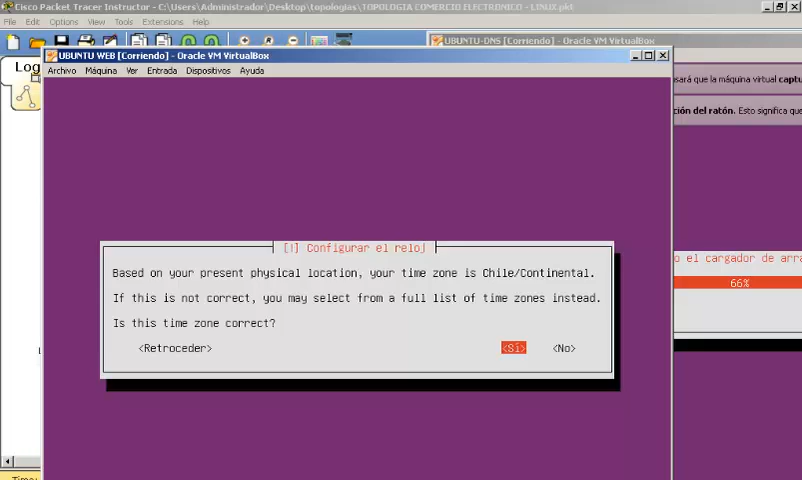 Cisco Packet Tracer Instructor - C:\Users\Administrador\Desktop\topologias\TOPOLOGIA COMERCIO ELECTRONICO - LINUX.pkt
File Edit Options View Tools Extensions Help
UBUNTU-DNS [Corriendo] - Oracle VM VirtualBox
UBUNTU WEB [Corriendo] - Oracle VM VirtualBox
Log
Archivo Máquina Ver Entrada Dispositivos Ayuda
sará que la máquina virtual captu
ción del ratón. Esto significa que
[!] Configurar el reloj
o el cargador de arra
Based on your present physical location, your time zone is Chile/Continental.
66%
If this is not correct, you may select from a full list of time zones instead.
Is this time zone correct?
<Retroceder> <Sí> <No>
Time: